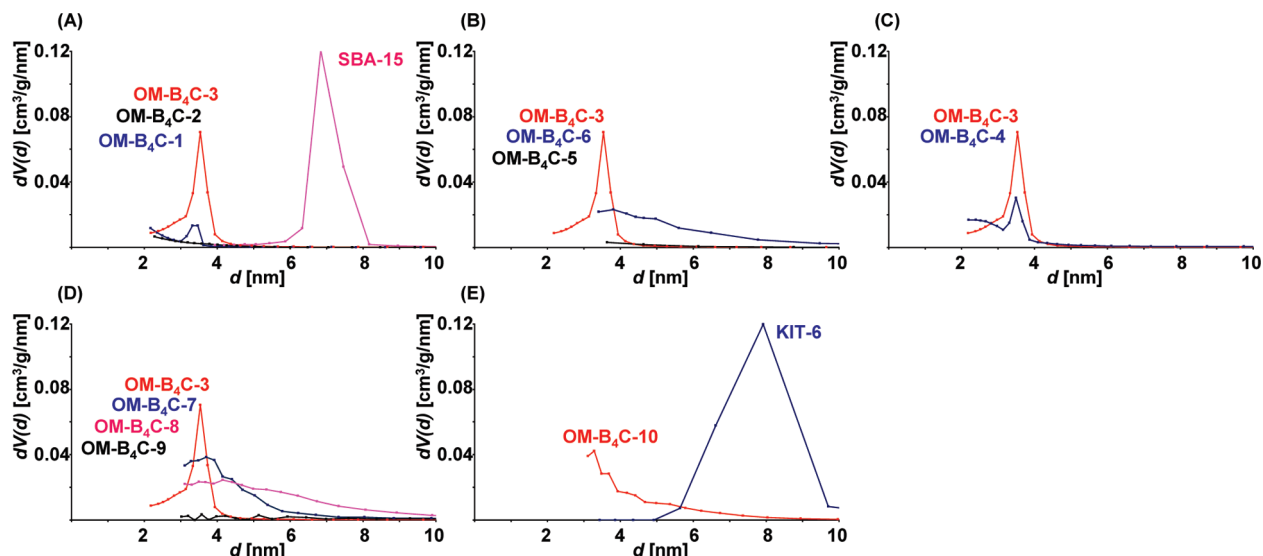 (A)
0.12
0.08
0.04
dV(d) [cm³/g/nm]
SBA-15
OM-B₄C-3
OM-B₄C-2
OM-B₄C-1
2 4 6 8 10
d [nm]
(B)
0.12
0.08
0.04
dV(d) [cm³/g/nm]
OM-B₄C-3
OM-B₄C-6
OM-B₄C-5
2 4 6 8 10
d [nm]
(C)
0.12
0.08
0.04
dV(d) [cm³/g/nm]
OM-B₄C-3
OM-B₄C-4
2 4 6 8 10
d [nm]
(D)
0.12
0.08
0.04
dV(d) [cm³/g/nm]
OM-B₄C-3
OM-B₄C-7
OM-B₄C-8
OM-B₄C-9
2 4 6 8 10
d [nm]
(E)
0.12
0.08
0.04
dV(d) [cm³/g/nm]
KIT-6
OM-B₄C-10
2 4 6 8 10
d [nm]